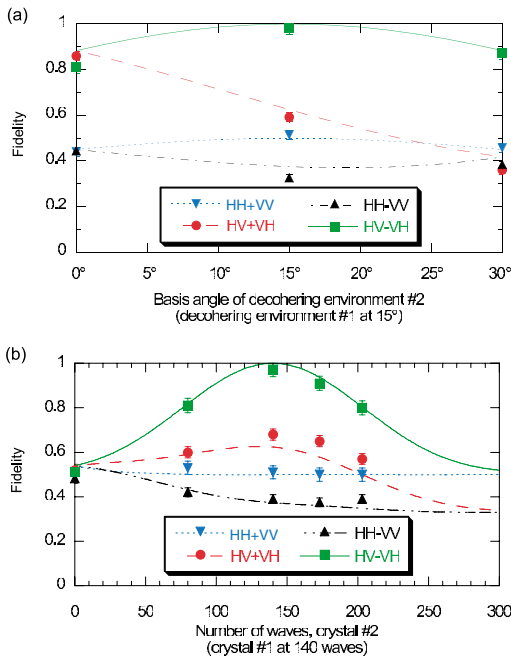 (a)
1
0.8
0.6
0.4
0.2
0
Fidelity
HH+VV HH-VV
HV+VH HV-VH
0° 5° 10° 15° 20° 25° 30°
Basis angle of decohering environment #2
(decohering environment #1 at 15°)
(b)
1
0.8
0.6
0.4
0.2
0
Fidelity
HH+VV HH-VV
HV+VH HV-VH
0 50 100 150 200 250 300
Number of waves, crystal #2
(crystal #1 at 140 waves)